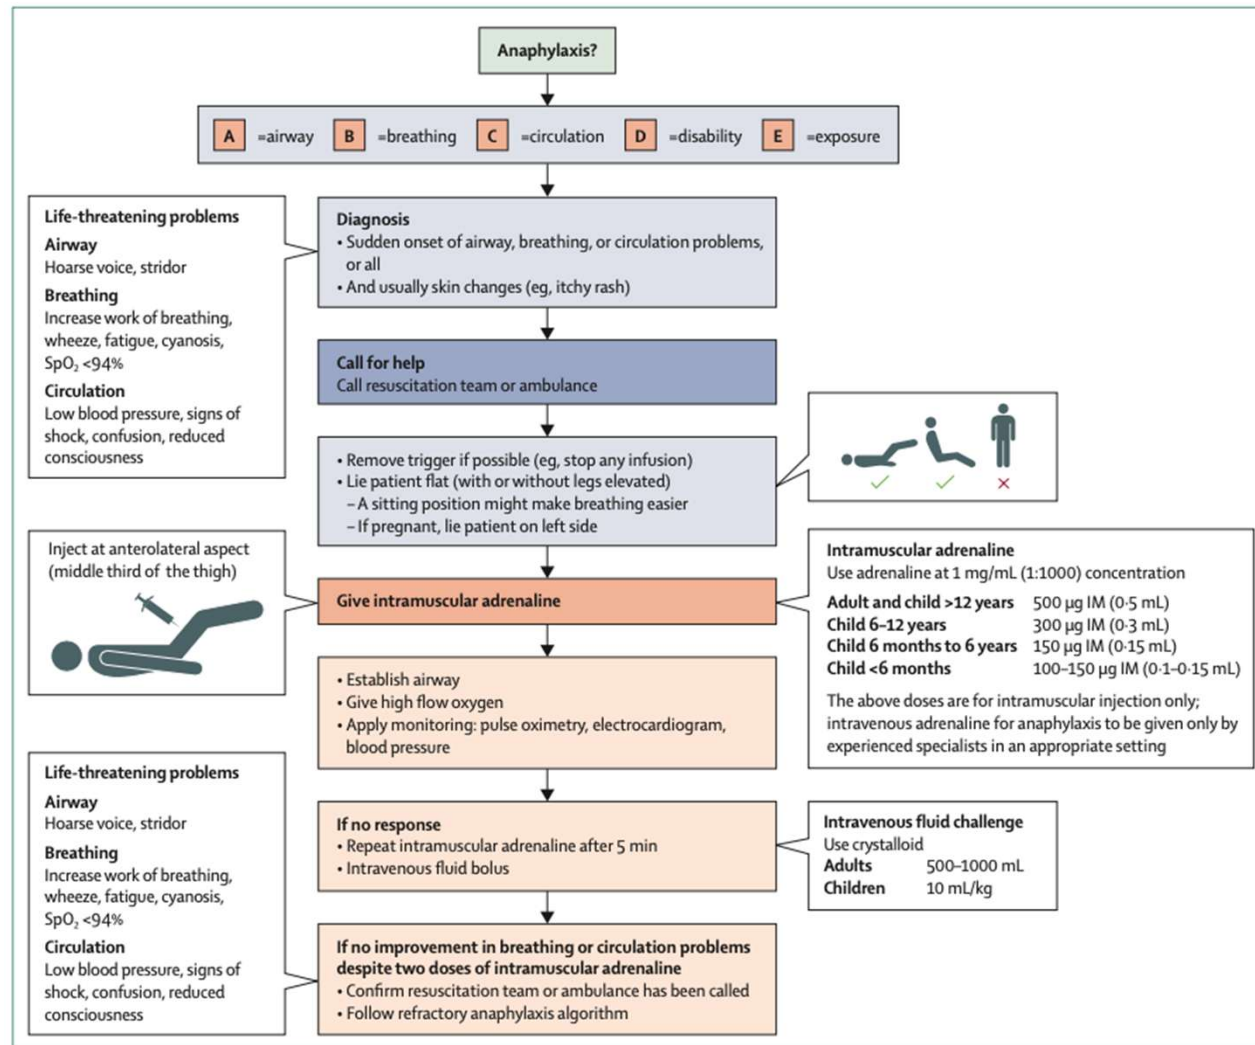 Anaphylaxis?
A =airway B =breathing C =circulation D =disability E =exposure
Life-threatening problems
Airway
Hoarse voice, stridor
Breathing
Increase work of breathing,
wheeze, fatigue, cyanosis,
SpO₂ <94%
Circulation
Low blood pressure, signs of
shock, confusion, reduced
consciousness
Diagnosis
• Sudden onset of airway, breathing, or circulation problems,
or all
• And usually skin changes (eg, itchy rash)
Call for help
Call resuscitation team or ambulance
• Remove trigger if possible (eg, stop any infusion)
• Lie patient flat (with or without legs elevated)
– A sitting position might make breathing easier
– If pregnant, lie patient on left side
Inject at anterolateral aspect
(middle third of the thigh)
Give intramuscular adrenaline
Intramuscular adrenaline
Use adrenaline at 1 mg/mL (1:1000) concentration
Adult and child >12 years 500 µg IM (0·5 mL)
Child 6–12 years 300 µg IM (0·3 mL)
Child 6 months to 6 years 150 µg IM (0·15 mL)
Child <6 months 100–150 µg IM (0·1–0·15 mL)
The above doses are for intramuscular injection only;
intravenous adrenaline for anaphylaxis to be given only by
experienced specialists in an appropriate setting
• Establish airway
• Give high flow oxygen
• Apply monitoring: pulse oximetry, electrocardiogram,
blood pressure
Life-threatening problems
Airway
Hoarse voice, stridor
Breathing
Increase work of breathing,
wheeze, fatigue, cyanosis,
SpO₂ <94%
Circulation
Low blood pressure, signs of
shock, confusion, reduced
consciousness
If no response
• Repeat intramuscular adrenaline after 5 min
• Intravenous fluid bolus
Intravenous fluid challenge
Use crystalloid
Adults 500–1000 mL
Children 10 mL/kg
If no improvement in breathing or circulation problems
despite two doses of intramuscular adrenaline
• Confirm resuscitation team or ambulance has been called
• Follow refractory anaphylaxis algorithm